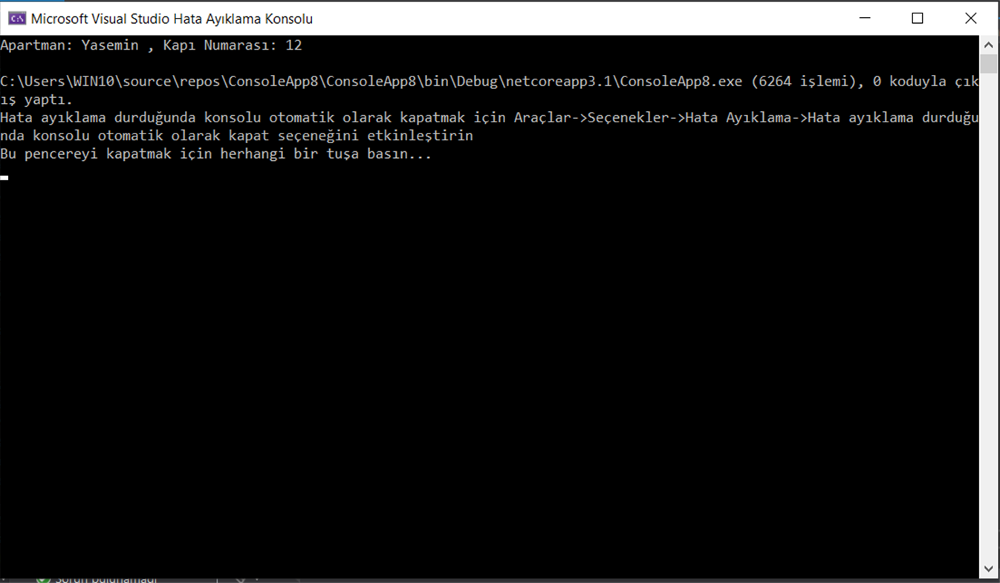 Microsoft Visual Studio Hata Ayıklama Konsolu
Apartman: Yasemin , Kapı Numarası: 12
C:\Users\WIN10\source\repos\ConsoleApp8\ConsoleApp8\bin\Debug\netcoreapp3.1\ConsoleApp8.exe (6264 işlemi), 0 koduyla çık
ış yaptı.
Hata ayıklama durduğunda konsolu otomatik olarak kapatmak için Araçlar->Seçenekler->Hata Ayıklama->Hata ayıklama durduğu
nda konsolu otomatik olarak kapat seçeneğini etkinleştirin
Bu pencereyi kapatmak için herhangi bir tuşa basın...
Sorun bulunamadı